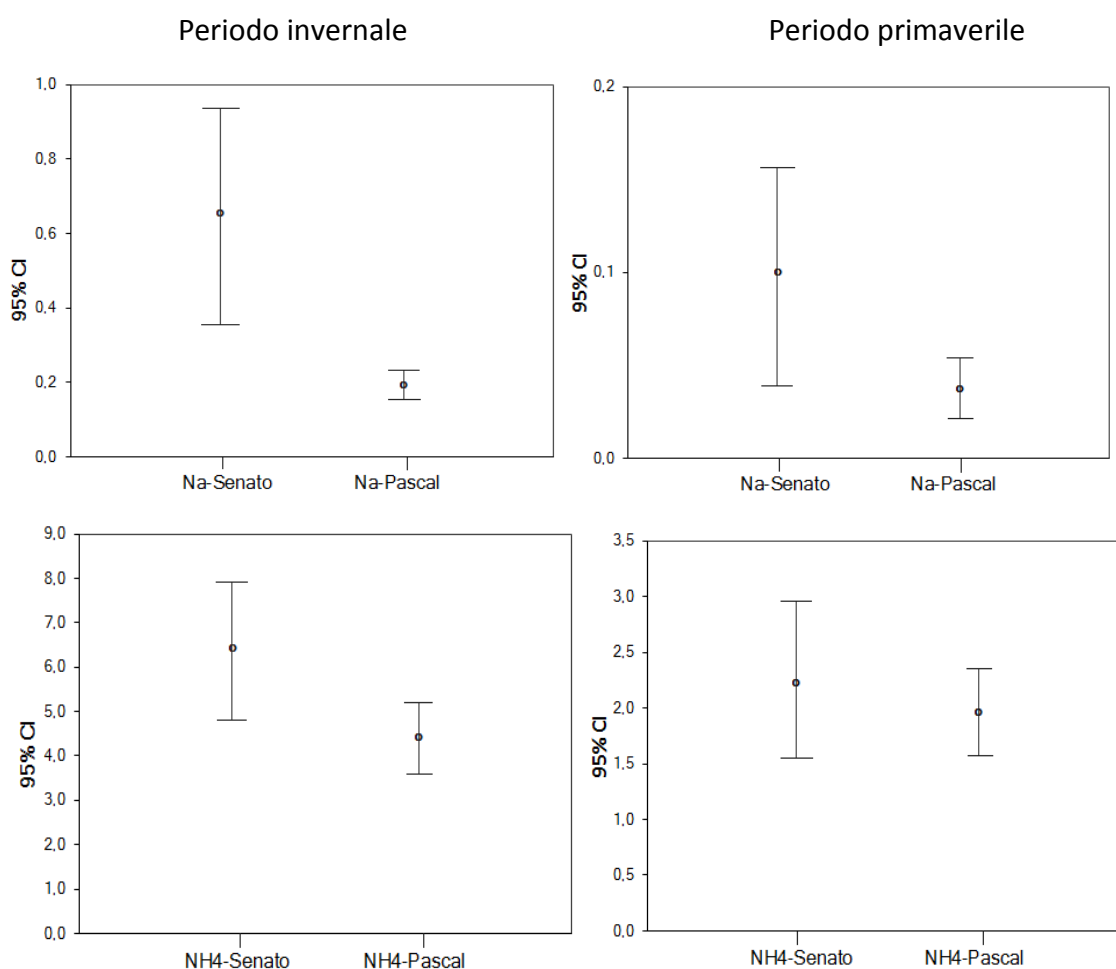 Periodo invernale
Periodo primaverile
95% CI
1,0
0,8
0,6
0,4
0,2
0,0
Na-Senato Na-Pascal
95% CI
0,2
0,1
0,0
Na-Senato Na-Pascal
95% CI
9,0
8,0
7,0
6,0
5,0
4,0
3,0
2,0
1,0
0,0
NH4-Senato NH4-Pascal
95% CI
3,5
3,0
2,5
2,0
1,5
1,0
0,5
0,0
NH4-Senato NH4-Pascal